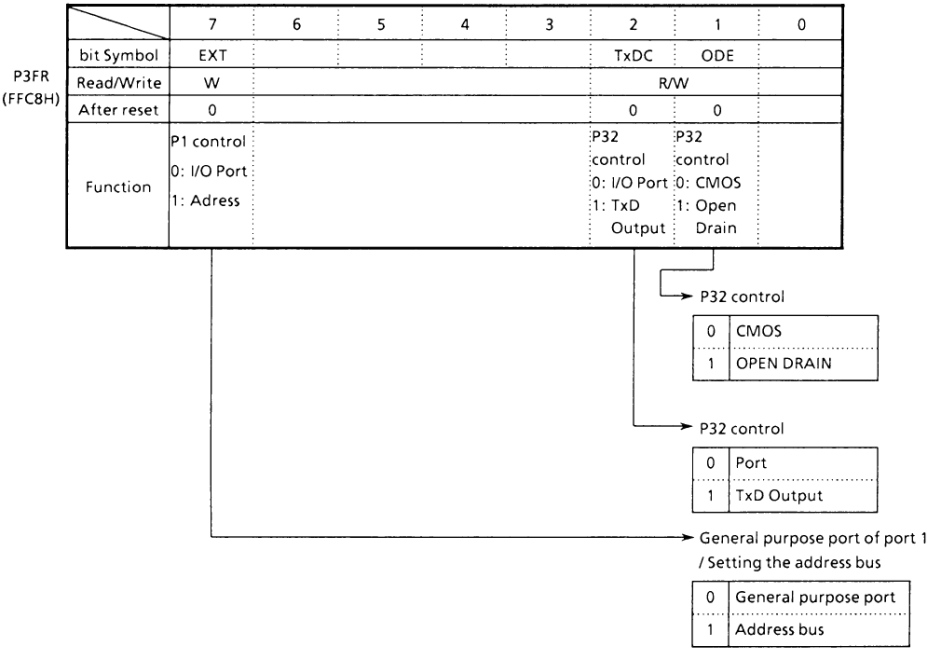 7 6 5 4 3 2 1 0
bit Symbol EXT TxDC ODE
P3FR
(FFC8H)
Read/Write W R/W
After reset 0 0 0
Function
P1 control
0: I/O Port
1: Adress
P32
control
0: I/O Port
1: TxD
Output
P32
control
0: CMOS
1: Open
Drain
P32 control
0 CMOS
1 OPEN DRAIN
P32 control
0 Port
1 TxD Output
General purpose port of port 1
/ Setting the address bus
0 General purpose port
1 Address bus